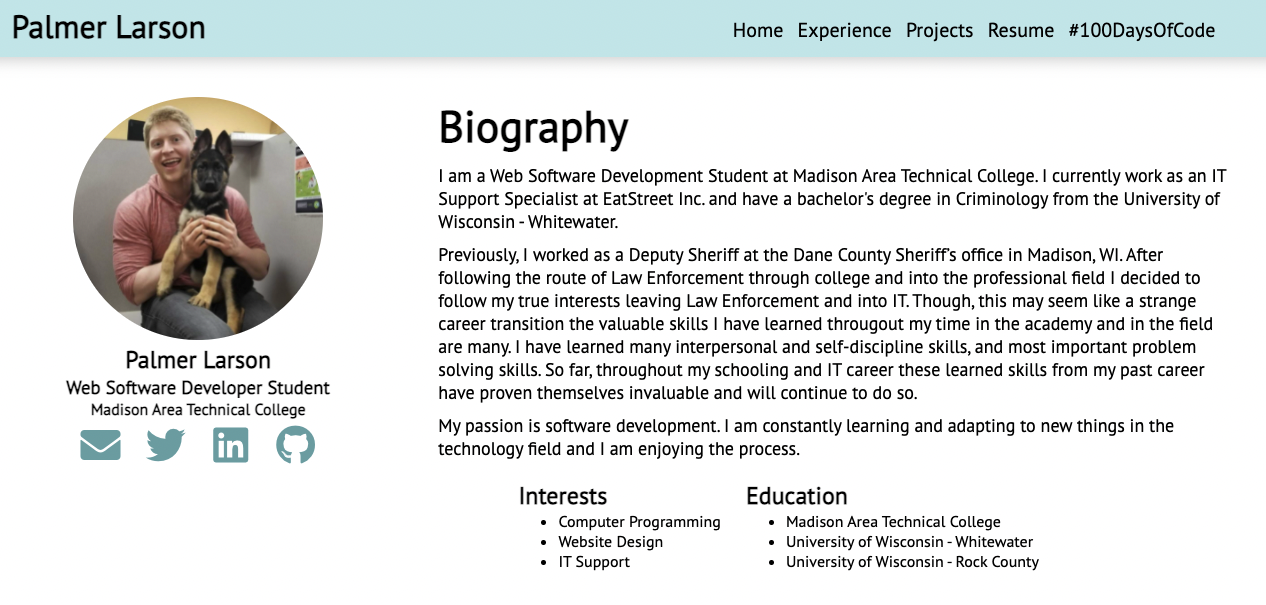 Palmer Larson
Home Experience Projects Resume #100DaysOfCode
Palmer Larson
Web Software Developer Student
Madison Area Technical College
Biography
I am a Web Software Development Student at Madison Area Technical College. I currently work as an IT
Support Specialist at EatStreet Inc. and have a bachelor's degree in Criminology from the University of
Wisconsin - Whitewater.
Previously, I worked as a Deputy Sheriff at the Dane County Sheriff's office in Madison, WI. After
following the route of Law Enforcement through college and into the professional field I decided to
follow my true interests leaving Law Enforcement and into IT. Though, this may seem like a strange
career transition the valuable skills I have learned througout my time in the academy and in the field
are many. I have learned many interpersonal and self-discipline skills, and most important problem
solving skills. So far, throughout my schooling and IT career these learned skills from my past career
have proven themselves invaluable and will continue to do so.
My passion is software development. I am constantly learning and adapting to new things in the
technology field and I am enjoying the process.
Interests
• Computer Programming
• Website Design
• IT Support
Education
• Madison Area Technical College
• University of Wisconsin - Whitewater
• University of Wisconsin - Rock County